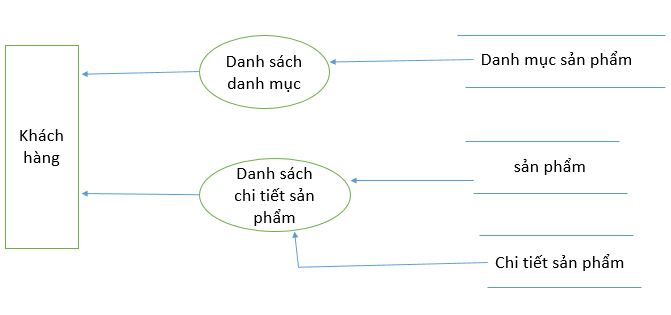 Khách
hàng
Danh sách
danh mục
Danh mục sản phẩm
Danh sách
chi tiết sản
phẩm
sản phẩm
Chi tiết sản phẩm